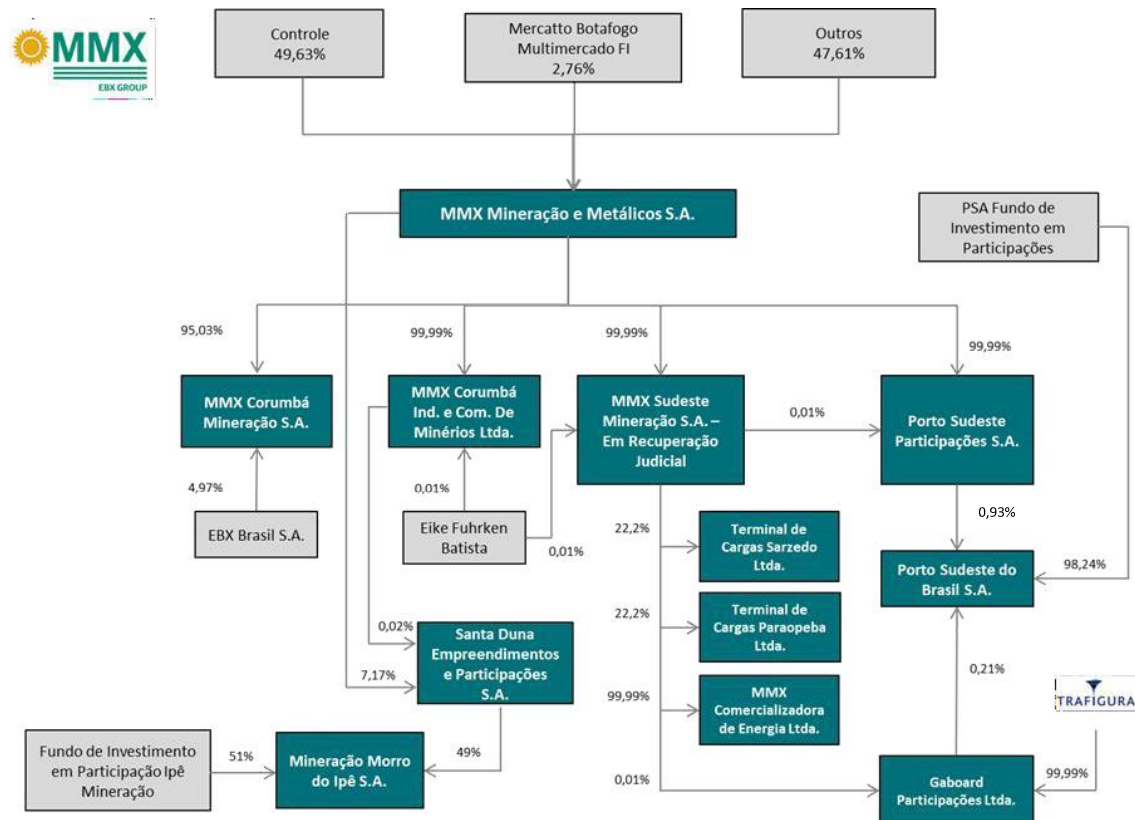 MMX
EBX GROUP
Controle
49,63%
Mercatto Botafogo
Multimercado FI
2,76%
Outros
47,61%
MMX Mineração e Metálicos S.A.
PSA Fundo de
Investimento em
Participações
95,03%
99,99%
99,99%
99,99%
MMX Corumbá
Mineração S.A.
MMX Corumbá
Ind. e Com. De
Minérios Ltda.
MMX Sudeste
Mineração S.A. –
Em Recuperação
Judicial
0,01%
Porto Sudeste
Participações S.A.
4,97%
0,01%
EBX Brasil S.A.
Eike Fuhrken
Batista
0,01%
22,2%
Terminal de
Cargas Sarzedo
Ltda.
0,93%
Porto Sudeste do
Brasil S.A.
98,24%
22,2%
Terminal de
Cargas Paraopeba
Ltda.
0,02%
7,17%
Santa Duna
Empreendimentos
e Participações
S.A.
0,21%
99,99%
MMX
Comercializadora
de Energia Ltda.
TRAFIGURA
Fundo de Investimento
em Participação Ipê
Mineração
51%
Mineração Morro
do Ipê S.A.
49%
0,01%
Gaboard
Participações Ltda.
99,99%